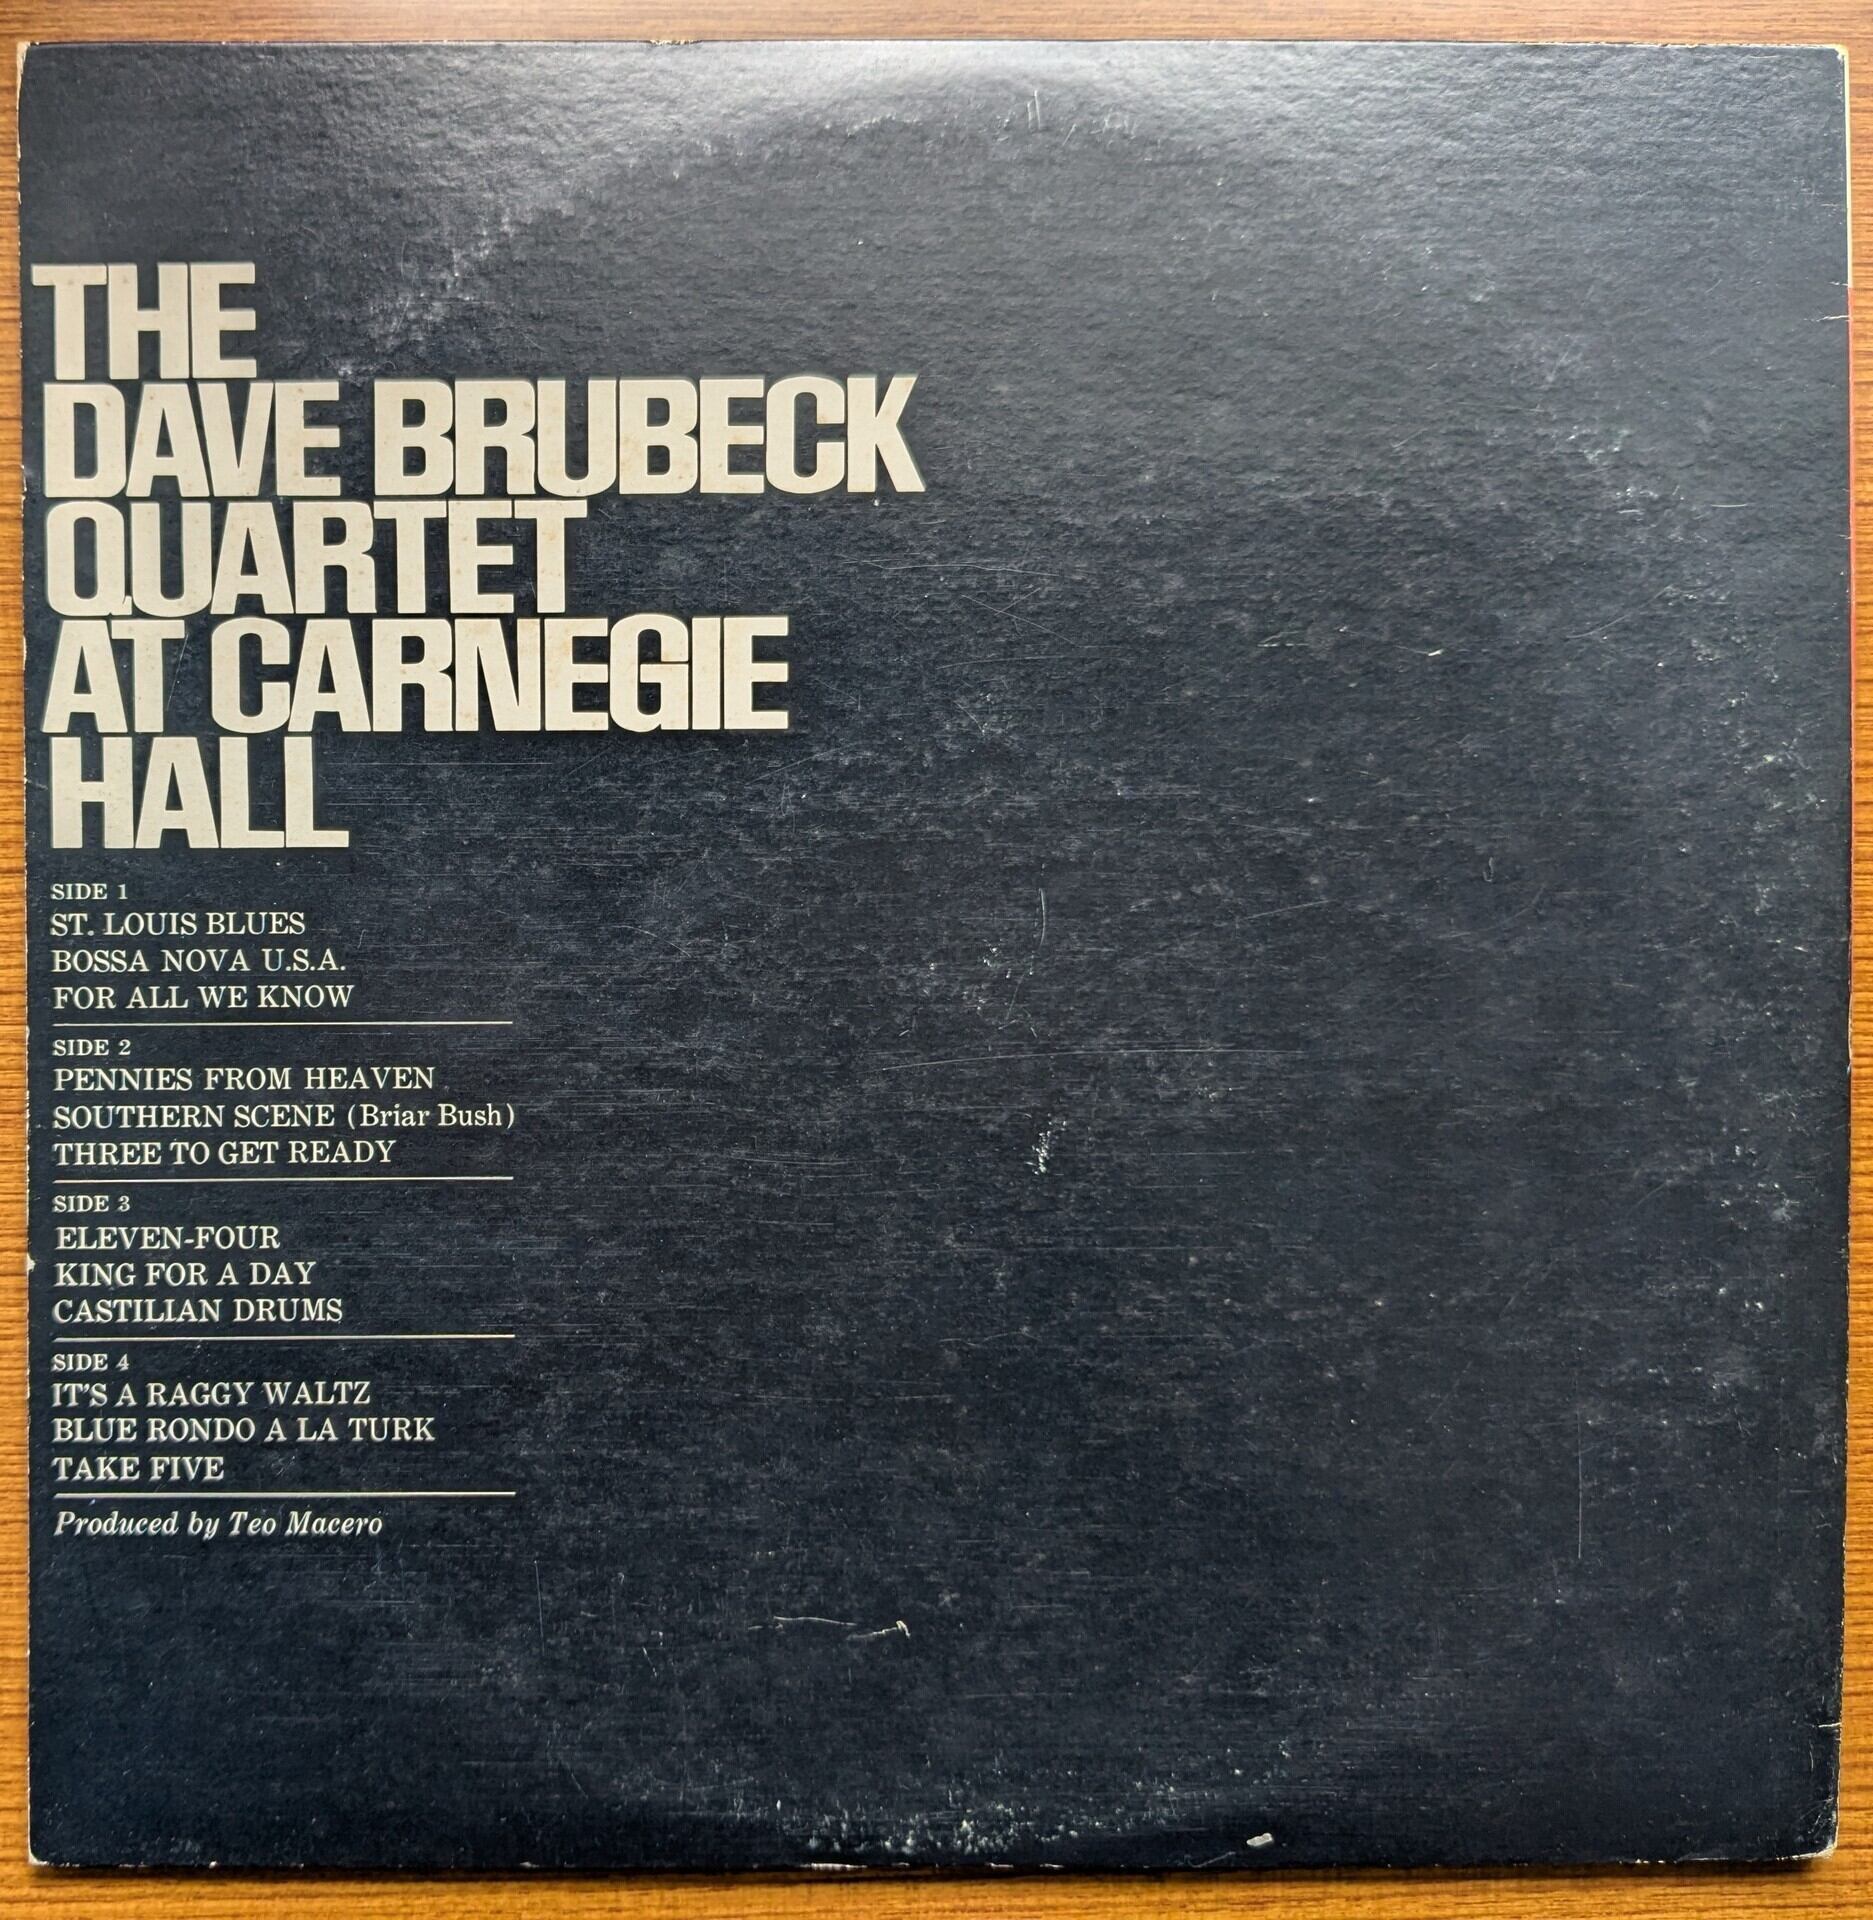 THE
DAVE BRUBECK
QUARTET
AT CARNEGIE
HALL
SIDE 1
ST. LOUIS BLUES
BOSSA NOVA U.S.A.
FOR ALL WE KNOW
SIDE 2
PENNIES FROM HEAVEN
SOUTHERN SCENE (Briar Bush)
THREE TO GET READY
SIDE 3
ELEVEN-FOUR
KING FOR A DAY
CASTILIAN DRUMS
SIDE 4
IT'S A RAGGY WALTZ
BLUE RONDO A LA TURK
TAKE FIVE
Produced by Teo Macero